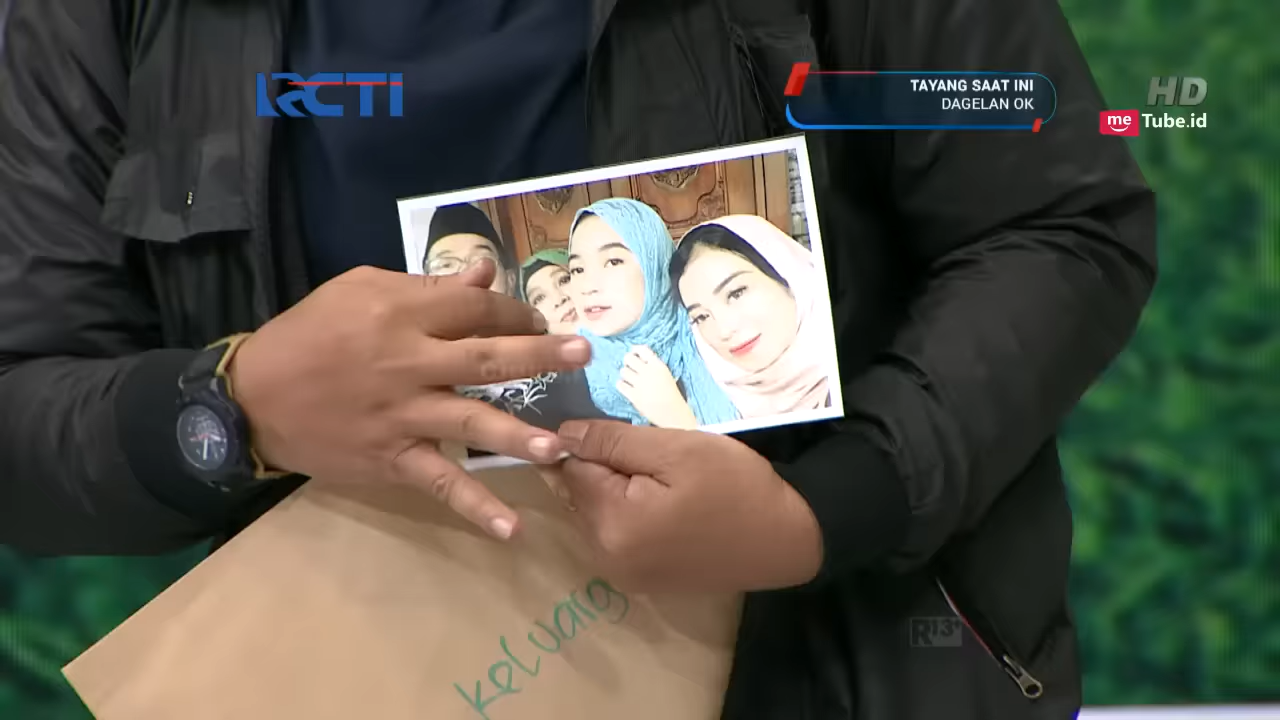 RCTI
TAYANG SAAT INI
DAGELAN OK
HD
me Tube.id
keluarg
R13+